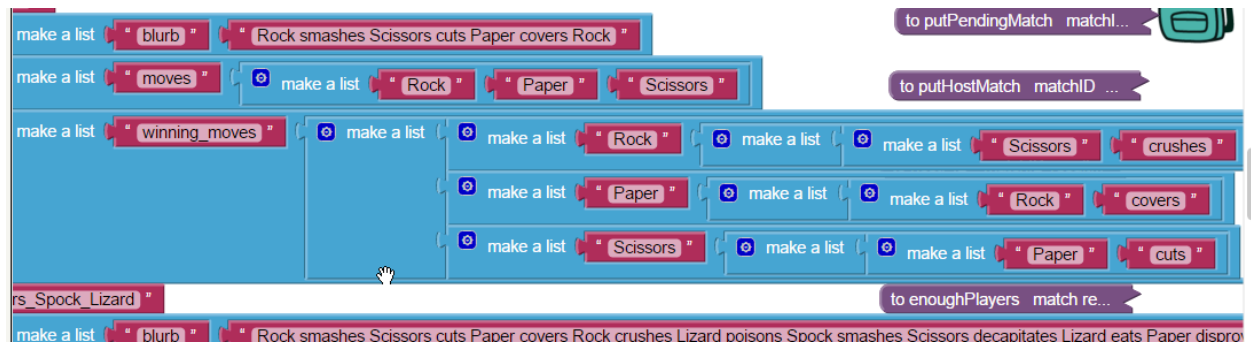 make a list " blurb " " Rock smashes Scissors cuts Paper covers Rock "
to putPendingMatch matchI...
make a list " moves " make a list " Rock " " Paper " " Scissors "
to putHostMatch matchID ...
make a list " winning_moves " make a list make a list " Rock " make a list make a list " Scissors " " crushes "
make a list " Paper " make a list make a list " Rock " " covers "
make a list " Scissors " make a list make a list " Paper " " cuts "
rs_Spock_Lizard "
to enoughPlayers match re...
make a list " blurb " " Rock smashes Scissors cuts Paper covers Rock crushes Lizard poisons Spock smashes Scissors decapitates Lizard eats Paper disprov